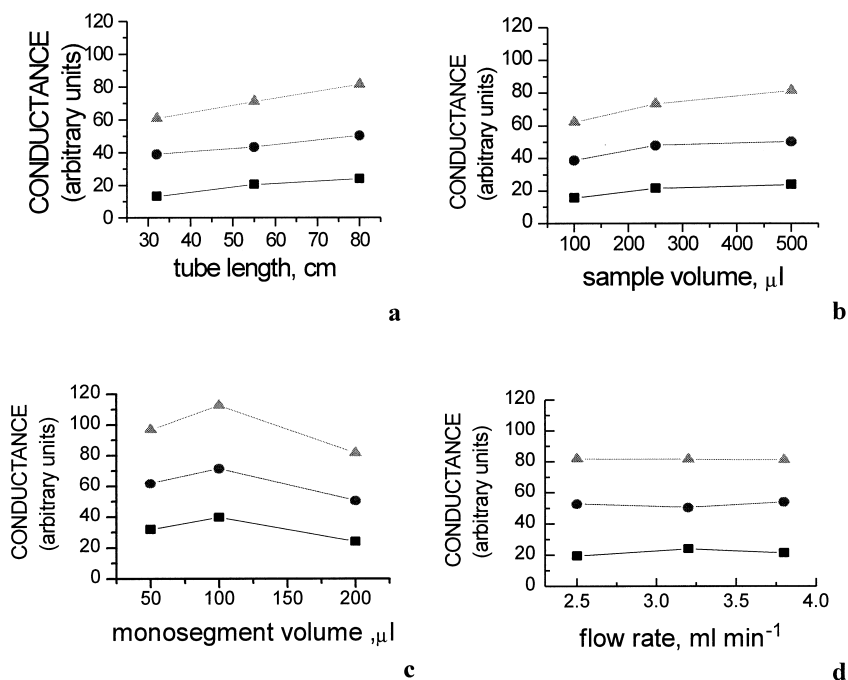 120
100
80
60
40
20
0
CONDUCTANCE
(arbitrary units)
30 40 50 60 70 80
tube length, cm
a
120
100
80
60
40
20
0
CONDUCTANCE
(arbitrary units)
100 200 300 400 500
sample volume, μl
b
120
100
80
60
40
20
0
CONDUCTANCE
(arbitrary units)
50 100 150 200
monosegment volume ,μl
c
120
100
80
60
40
20
0
CONDUCTANCE
(arbitrary units)
2.5 3.0 3.5 4.0
flow rate, ml min⁻¹
d